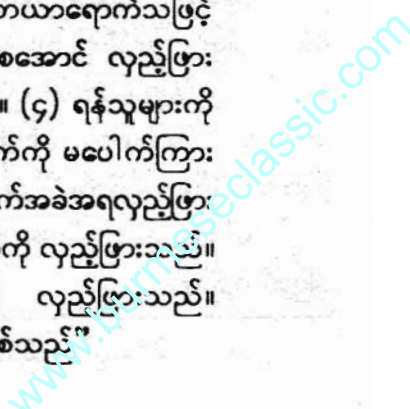 ာယာရောက်သဖြင့်
စေအောင် လှည့်ဖြား
။ (၄) ရန်သူများကို
က်ကို မပေါက်ကြား
က်အခဲအရလှည့်ဖြား
ကို လှည့်ဖြားသည်။
လှည့်ဖြားသည်။
စ်သည်"
www.burmeseclassic.com